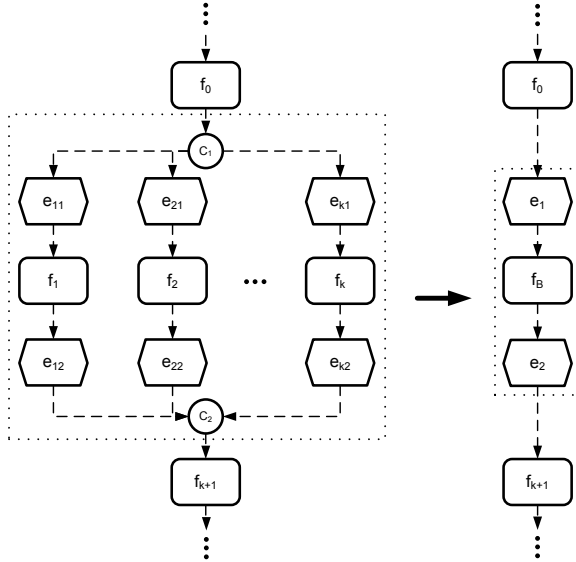 f₀ f₀
C₁
e₁₁ e₂₁ eₖ₁ e₁
f₁ f₂ ... fₖ f_B
e₁₂ e₂₂ eₖ₂ e₂
C₂
fₖ₊₁ fₖ₊₁